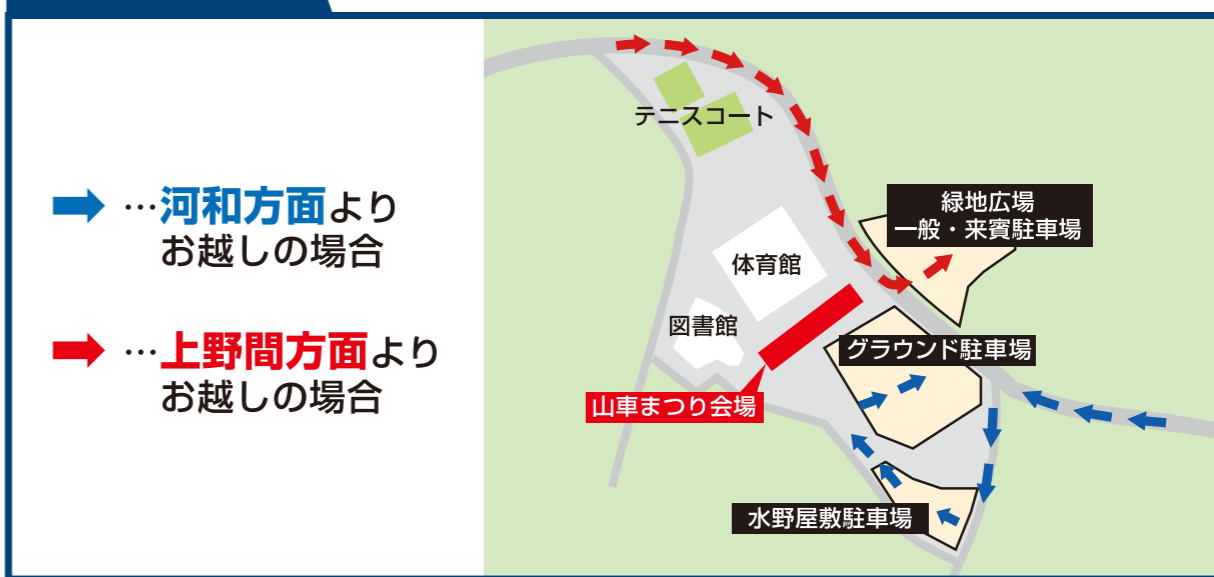 …河和方面より
お越しの場合
…上野間方面より
お越しの場合
テニスコート
緑地広場
一般・来賓駐車場
体育館
図書館
グラウンド駐車場
山車まつり会場
水野屋敷駐車場